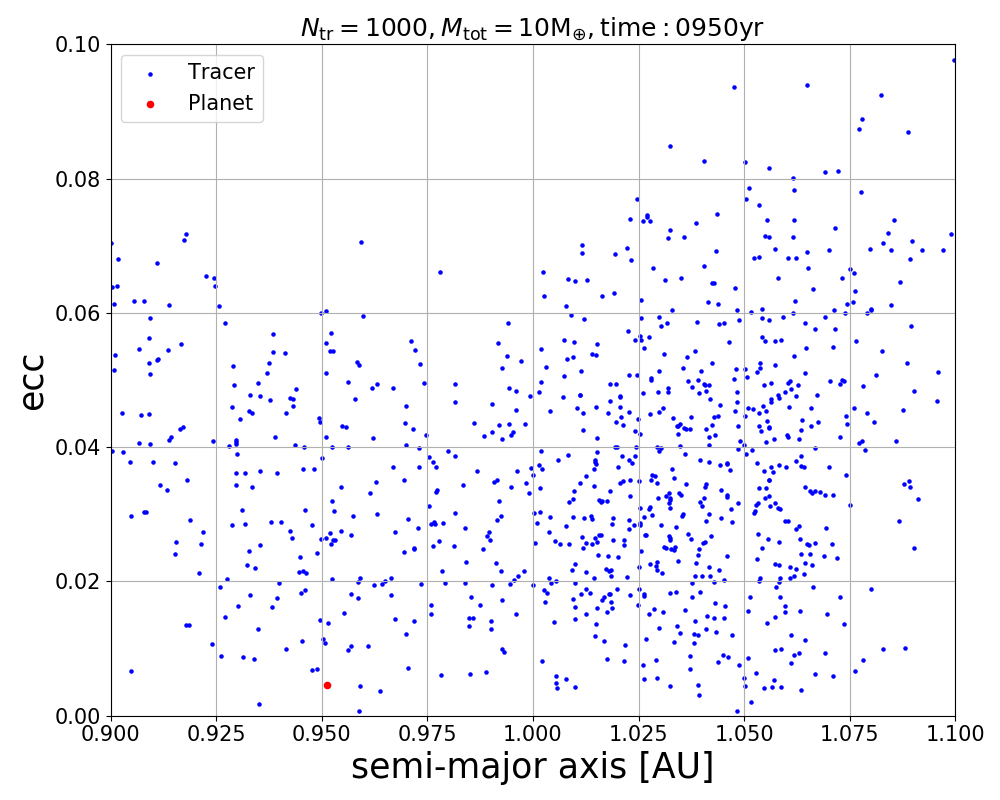 N_tr = 1000, M_tot = 10M_⊕, time : 0950yr
Tracer
Planet
ecc
0.10
0.08
0.06
0.04
0.02
0.00
0.900 0.925 0.950 0.975 1.000 1.025 1.050 1.075 1.100
semi-major axis [AU]